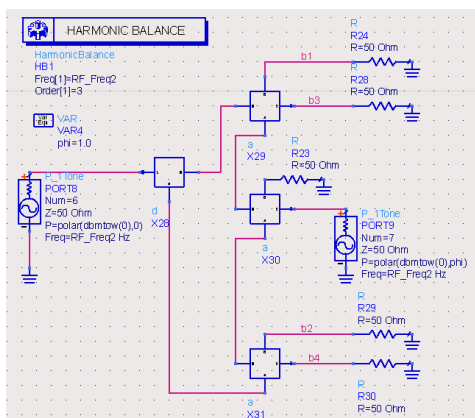 HARMONIC BALANCE
HarmonicBalance
HB1
Freq[1]=RF_Freq2
Order[1]=3
Var
Eqn
VAR
VAR4
phi=1.0
P_1Tone
PORT8
Num=6
Z=50 Ohm
P=polar(dbmtow(0),0)
Freq=RF_Freq2 Hz
d
X28
b1
R
R24
R=50 Ohm
b3
R
R28
R=50 Ohm
a
X29
R
R23
R=50 Ohm
a
X30
P_1Tone
PORT9
Num=7
Z=50 Ohm
P=polar(dbmtow(0),phi)
Freq=RF_Freq2 Hz
b2
R
R29
R=50 Ohm
b4
R
R30
R=50 Ohm
a
X31